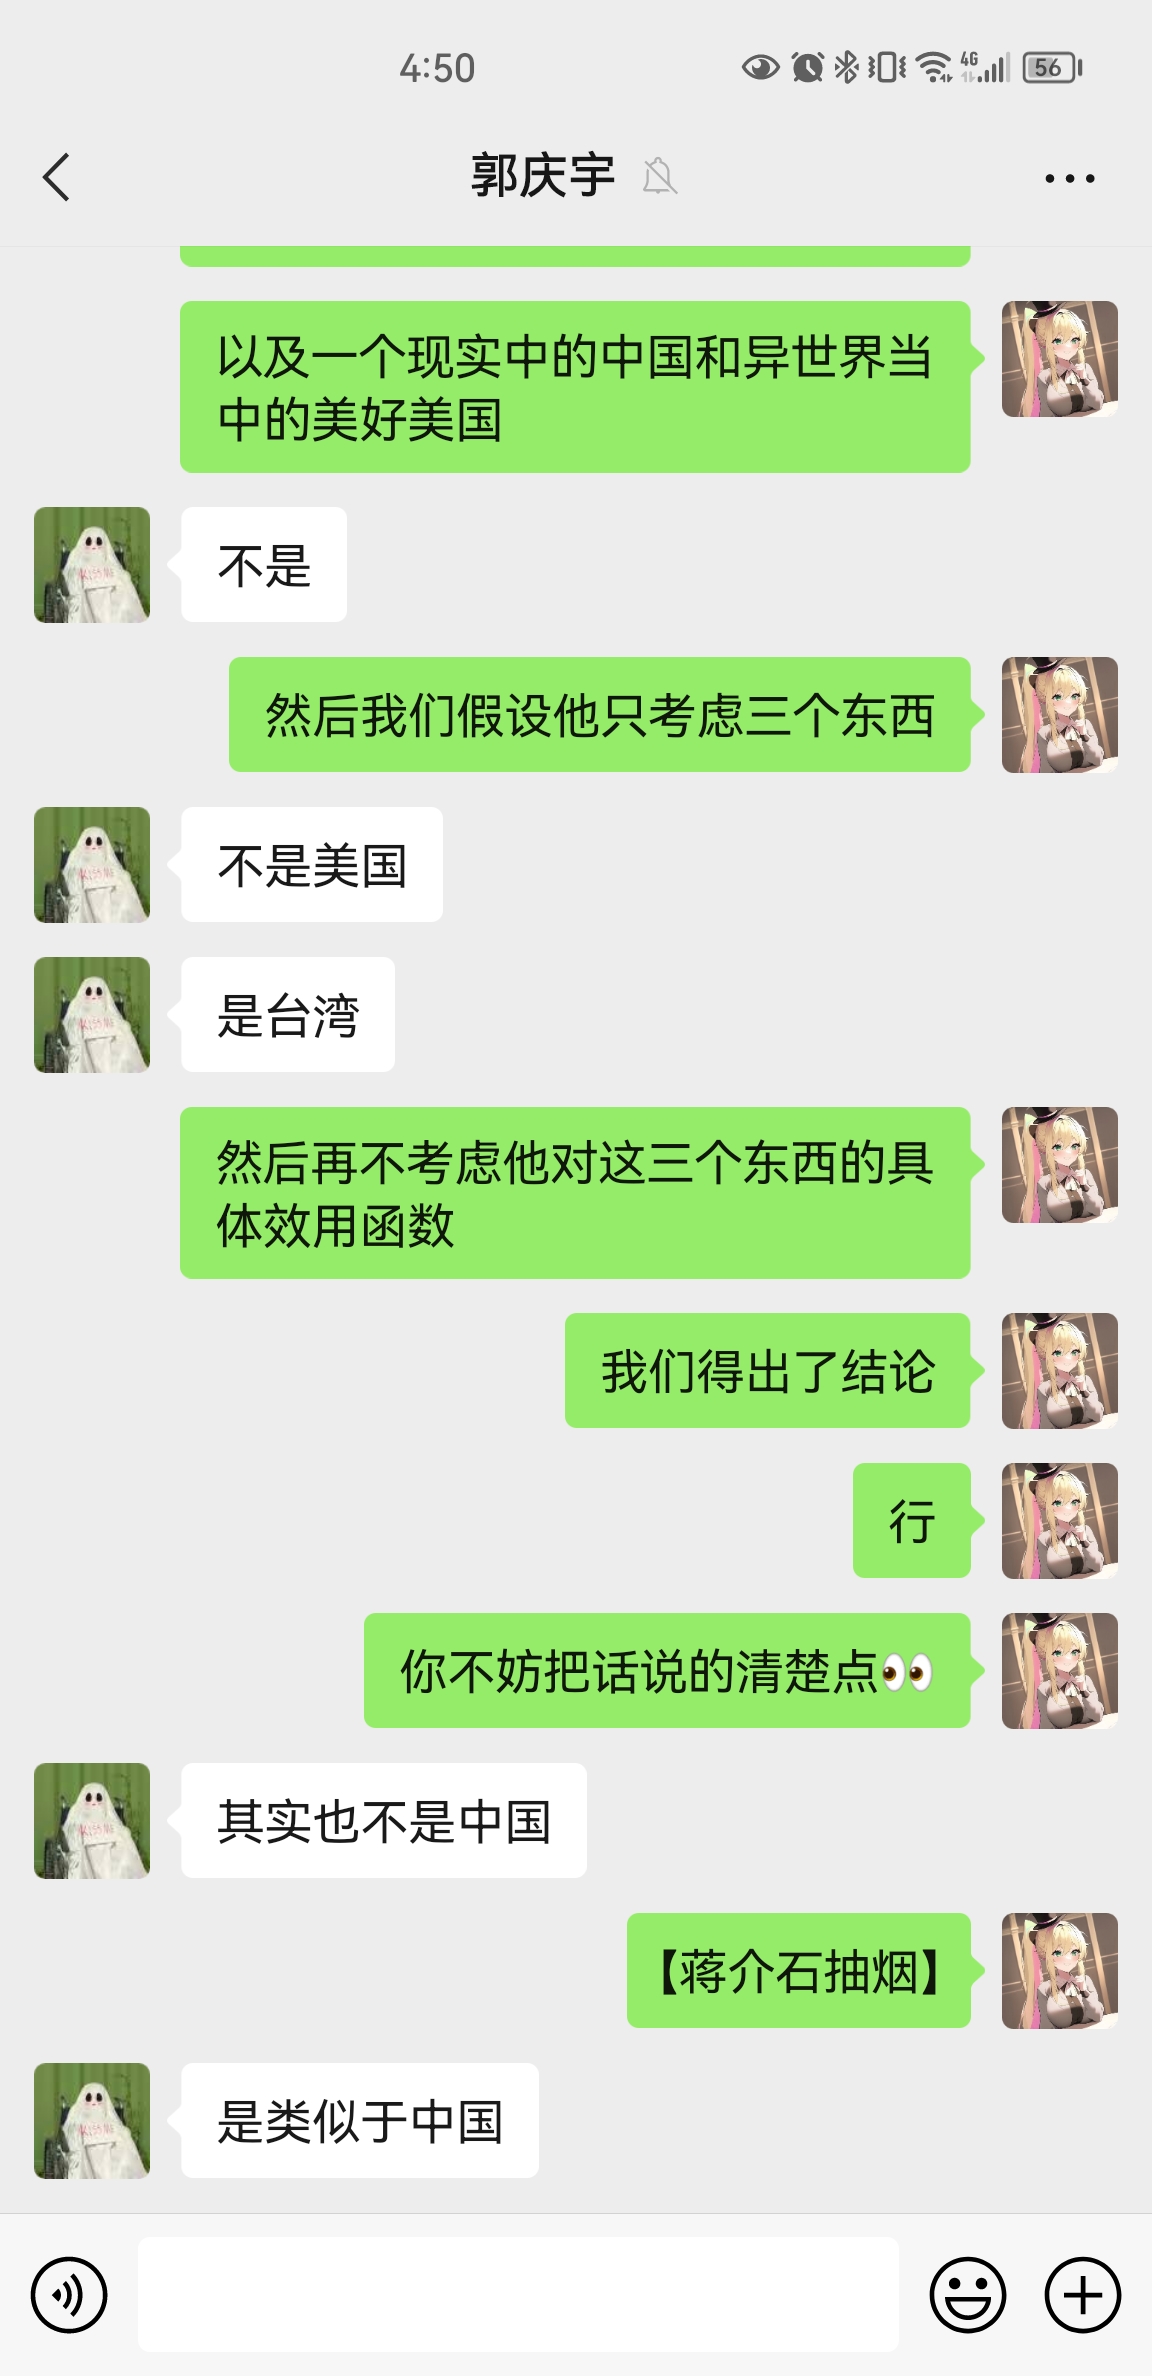 4:50
4G
56
郭庆宇
以及一个现实中的中国和异世界当
中的美好美国
不是
然后我们假设他只考虑三个东西
不是美国
是台湾
然后再不考虑他对这三个东西的具
体效用函数
我们得出了结论
行
你不妨把话说的清楚点👀
其实也不是中国
【蒋介石抽烟】
是类似于中国